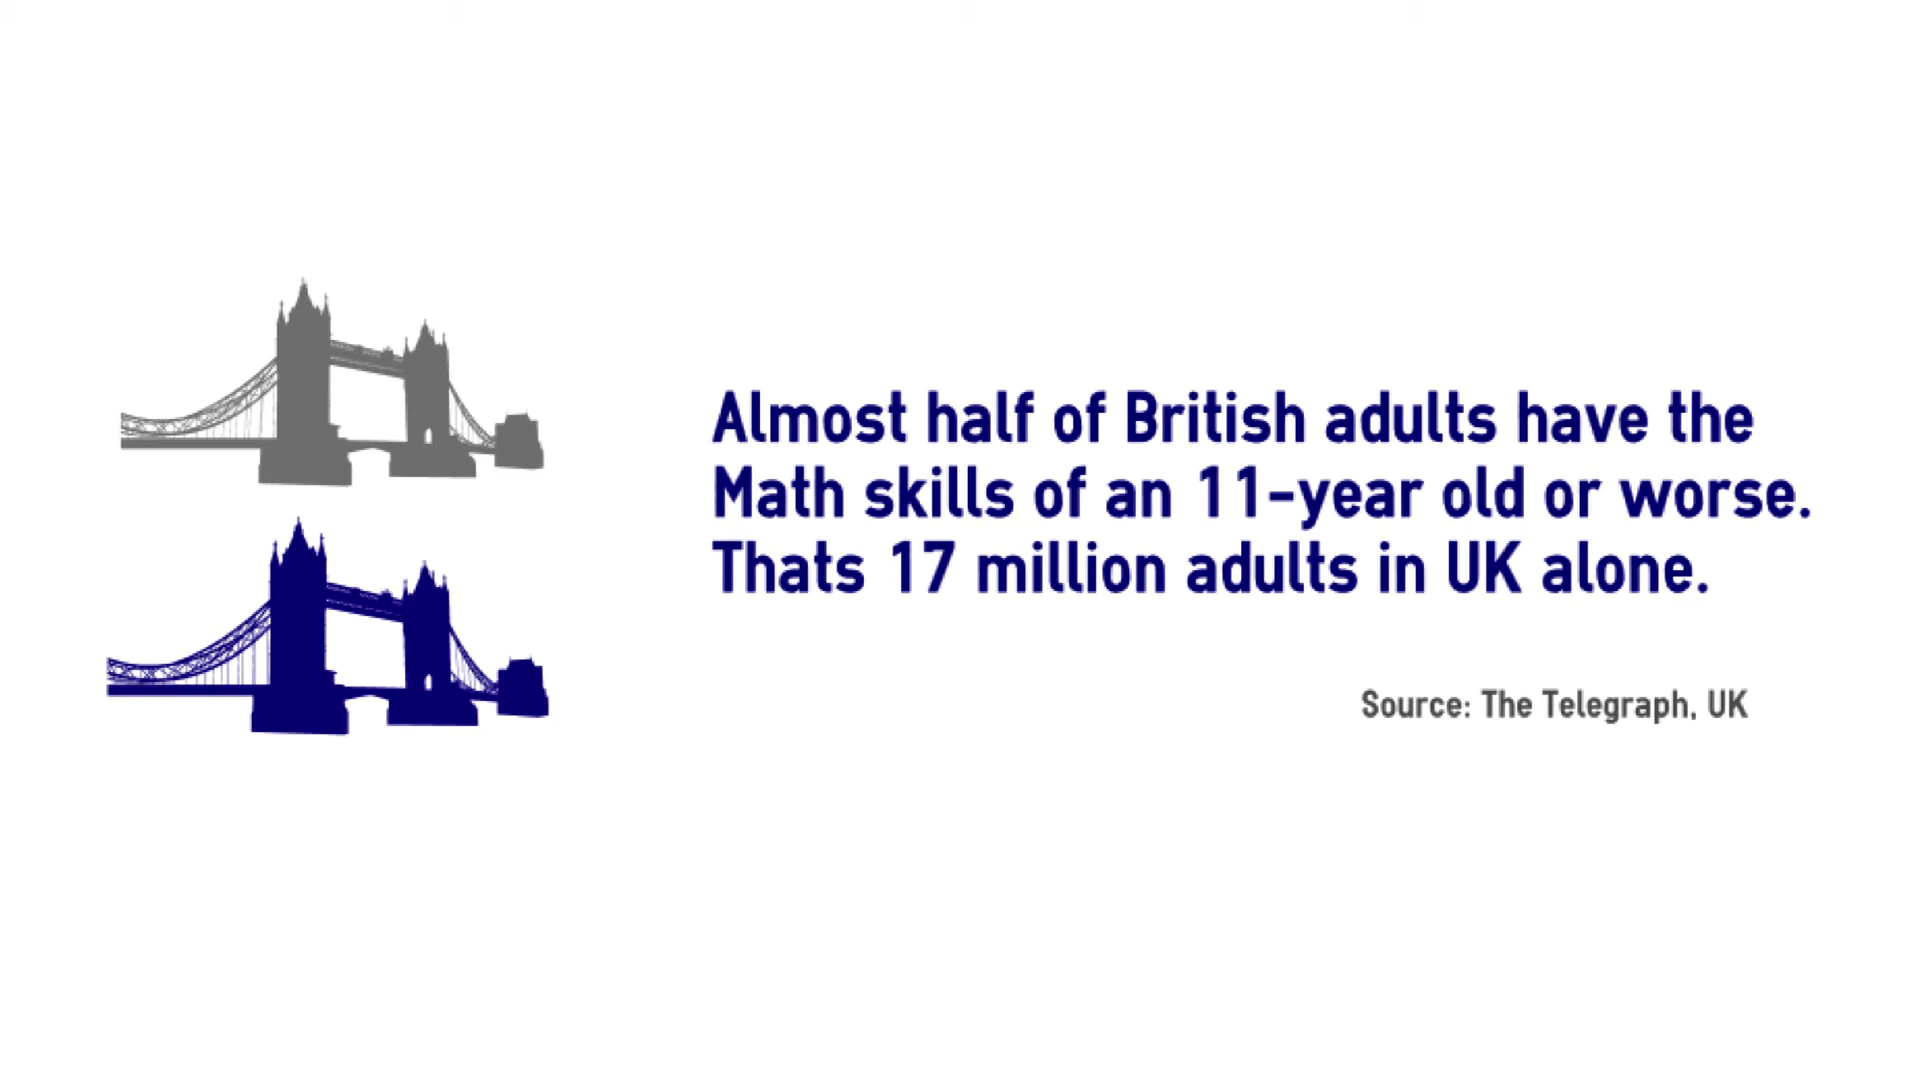 Almost half of British adults have the
Math skills of an 11-year old or worse.
Thats 17 million adults in UK alone.
Source: The Telegraph, UK